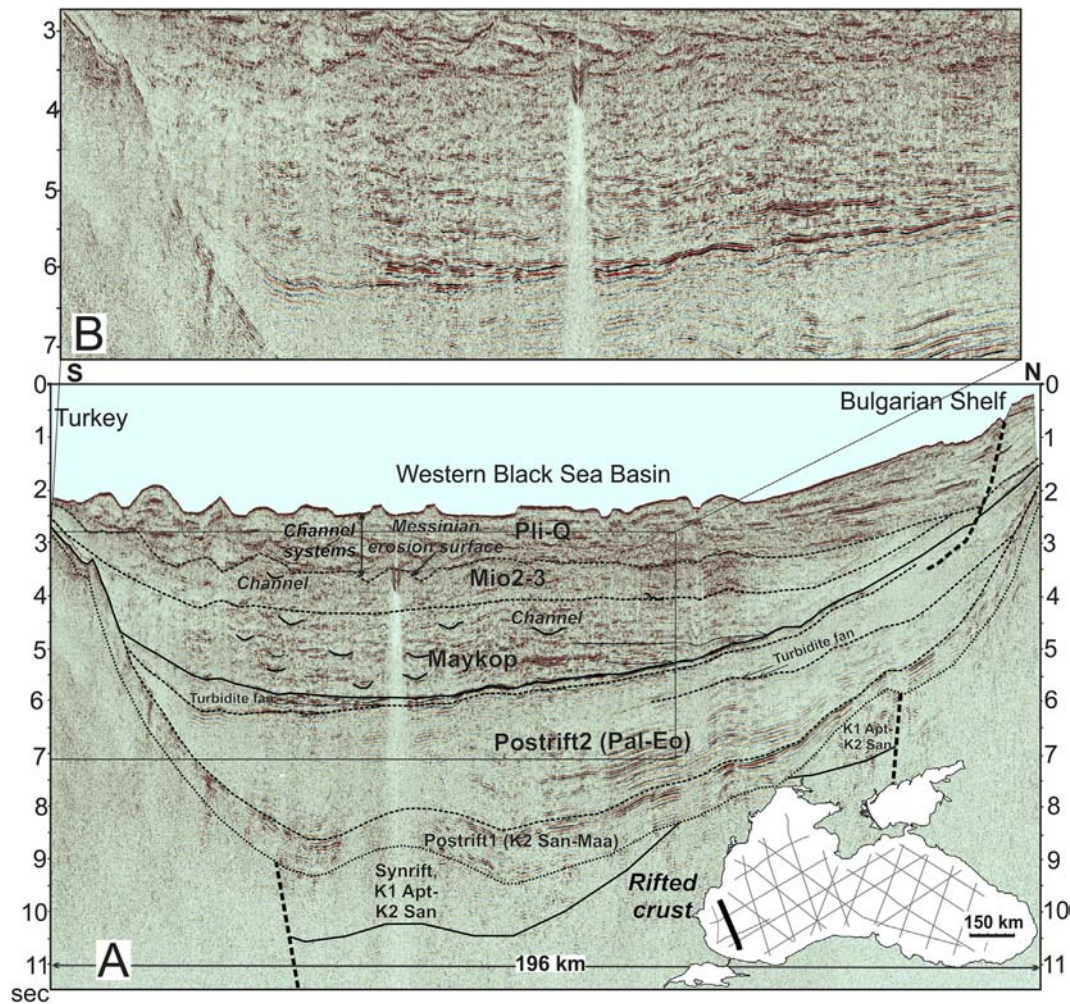 3
4
5
6
7
B
S
N
0
0
Turkey
Bulgarian Shelf
1
1
Western Black Sea Basin
2
2
Channel systems
Messinian erosion surface
Pli-Q
3
3
Channel
Mio2-3
4
4
Channel
5
5
Maykop
Turbidite fan
Turbidite fan
6
6
K1 Apt-
K2 San
Postrift2 (Pal-Eo)
7
7
8
8
Postrift1 (K2 San-Maa)
9
9
Synrift,
K1 Apt-
K2 San
Rifted
crust
10
10
150 km
A
196 km
11
11
sec